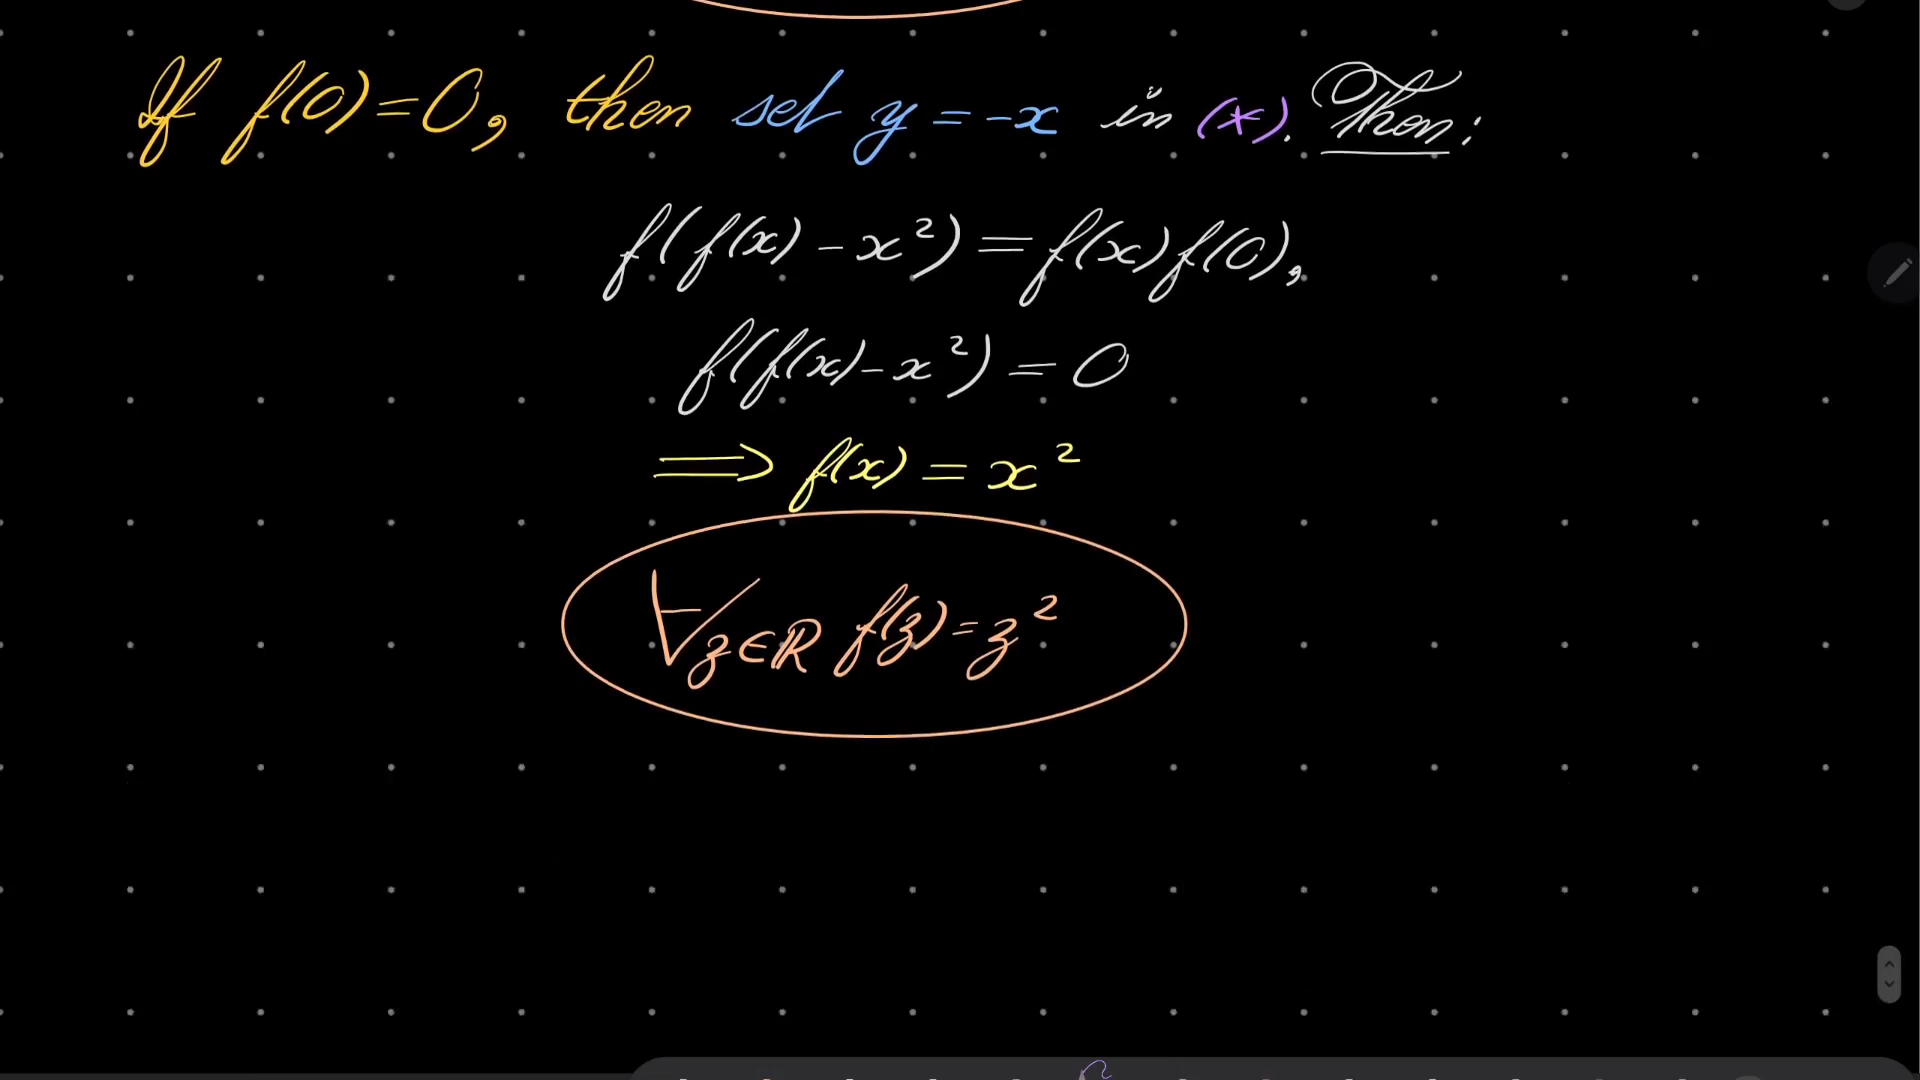 If f(0)=0, then set y = -x in (*). Then:
f(f(x) - x²) = f(x)f(0),
f(f(x) - x²) = 0
⟹ f(x) = x²
∀z∈ℝ f(z)=z²